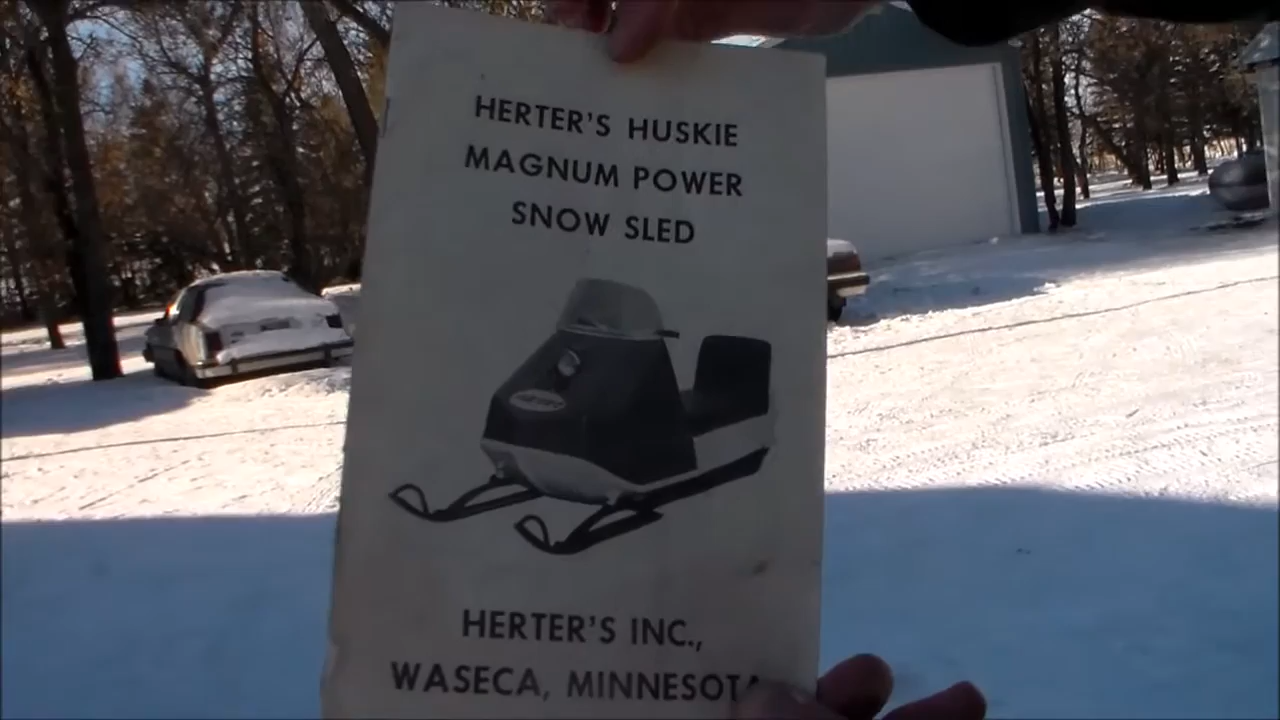 HERTER'S HUSKIE
MAGNUM POWER
SNOW SLED
HERTER'S INC.,
WASECA, MINNESOTA